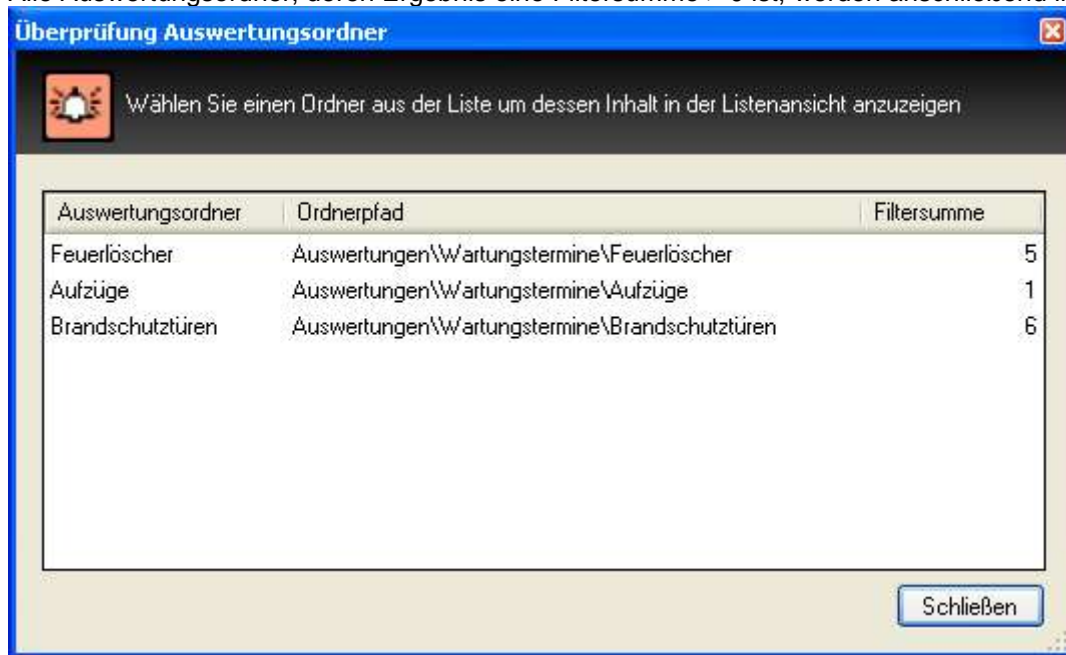 Überprüfung Auswertungsordner
Wählen Sie einen Ordner aus der Liste um dessen Inhalt in der Listenansicht anzuzeigen
Auswertungsordner Ordnerpfad Filtersumme
Feuerlöscher Auswertungen\Wartungstermine\Feuerlöscher 5
Aufzüge Auswertungen\Wartungstermine\Aufzüge 1
Brandschutztüren Auswertungen\Wartungstermine\Brandschutztüren 6
Schließen